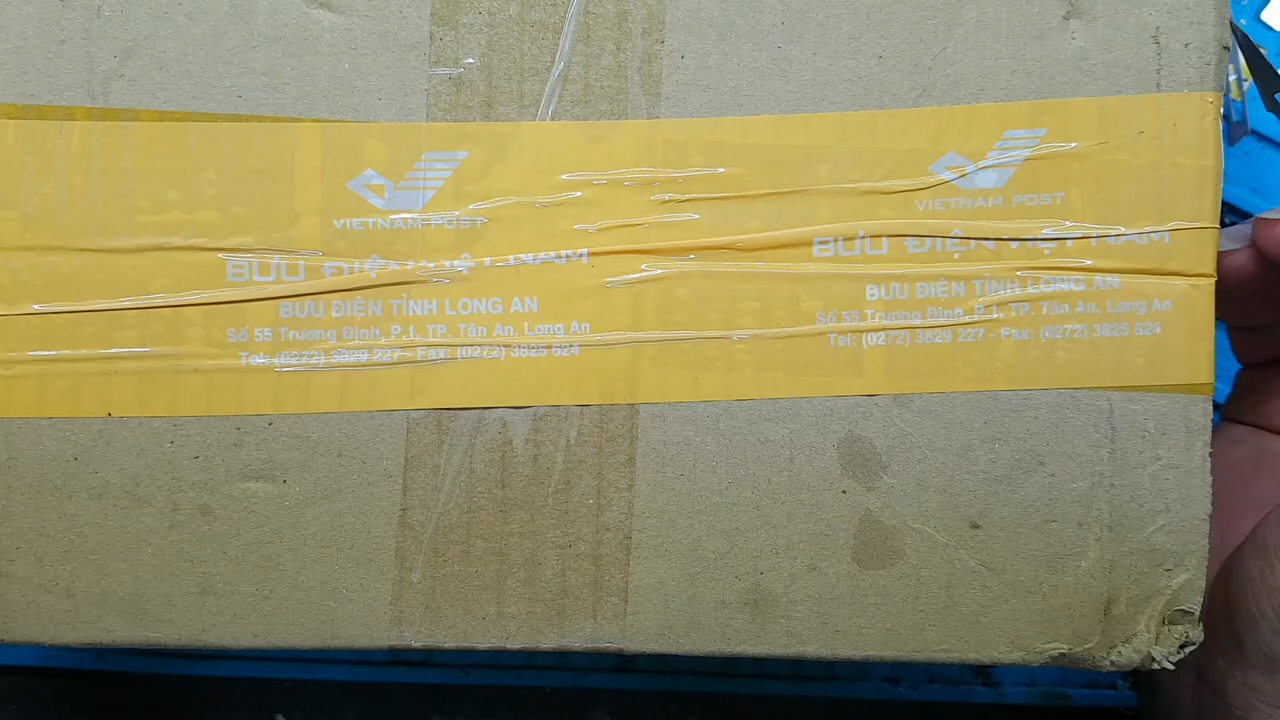 VIETNAM POST
BƯU ĐIỆN VIỆT NAM
BƯU ĐIỆN TỈNH LONG AN
Số 55 Trương Định, P.1, TP. Tân An, Long An
Tel: (0272) 3829 227 - Fax: (0272) 3825 624
VIETNAM POST
BƯU ĐIỆN VIỆT NAM
BƯU ĐIỆN TỈNH LONG AN
Số 55 Trương Định, P.1, TP. Tân An, Long An
Tel: (0272) 3829 227 - Fax: (0272) 3825 624